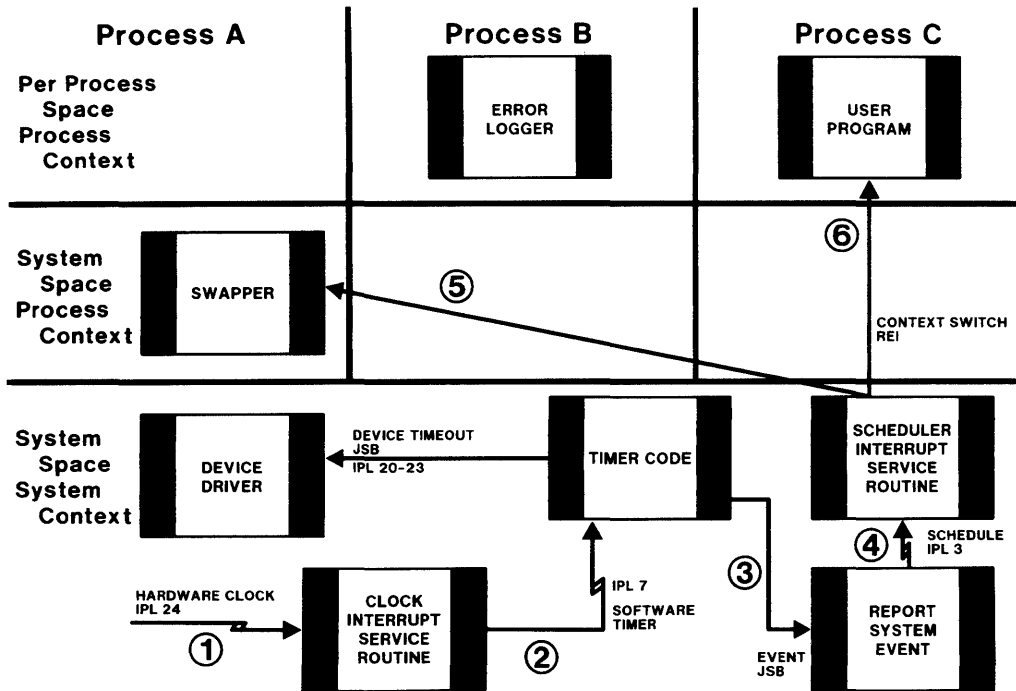 Process A
Process B
Process C
Per Process
Space
Process
Context
ERROR
LOGGER
USER
PROGRAM
System
Space
Process
Context
SWAPPER
⑤
⑥
CONTEXT SWITCH
REI
System
Space
System
Context
DEVICE
DRIVER
DEVICE TIMEOUT
JSB
IPL 20-23
TIMER CODE
SCHEDULER
INTERRUPT
SERVICE
ROUTINE
④
SCHEDULE
IPL 3
③
HARDWARE CLOCK
IPL 24
①
CLOCK
INTERRUPT
SERVICE
ROUTINE
②
IPL 7
SOFTWARE
TIMER
EVENT
JSB
REPORT
SYSTEM
EVENT